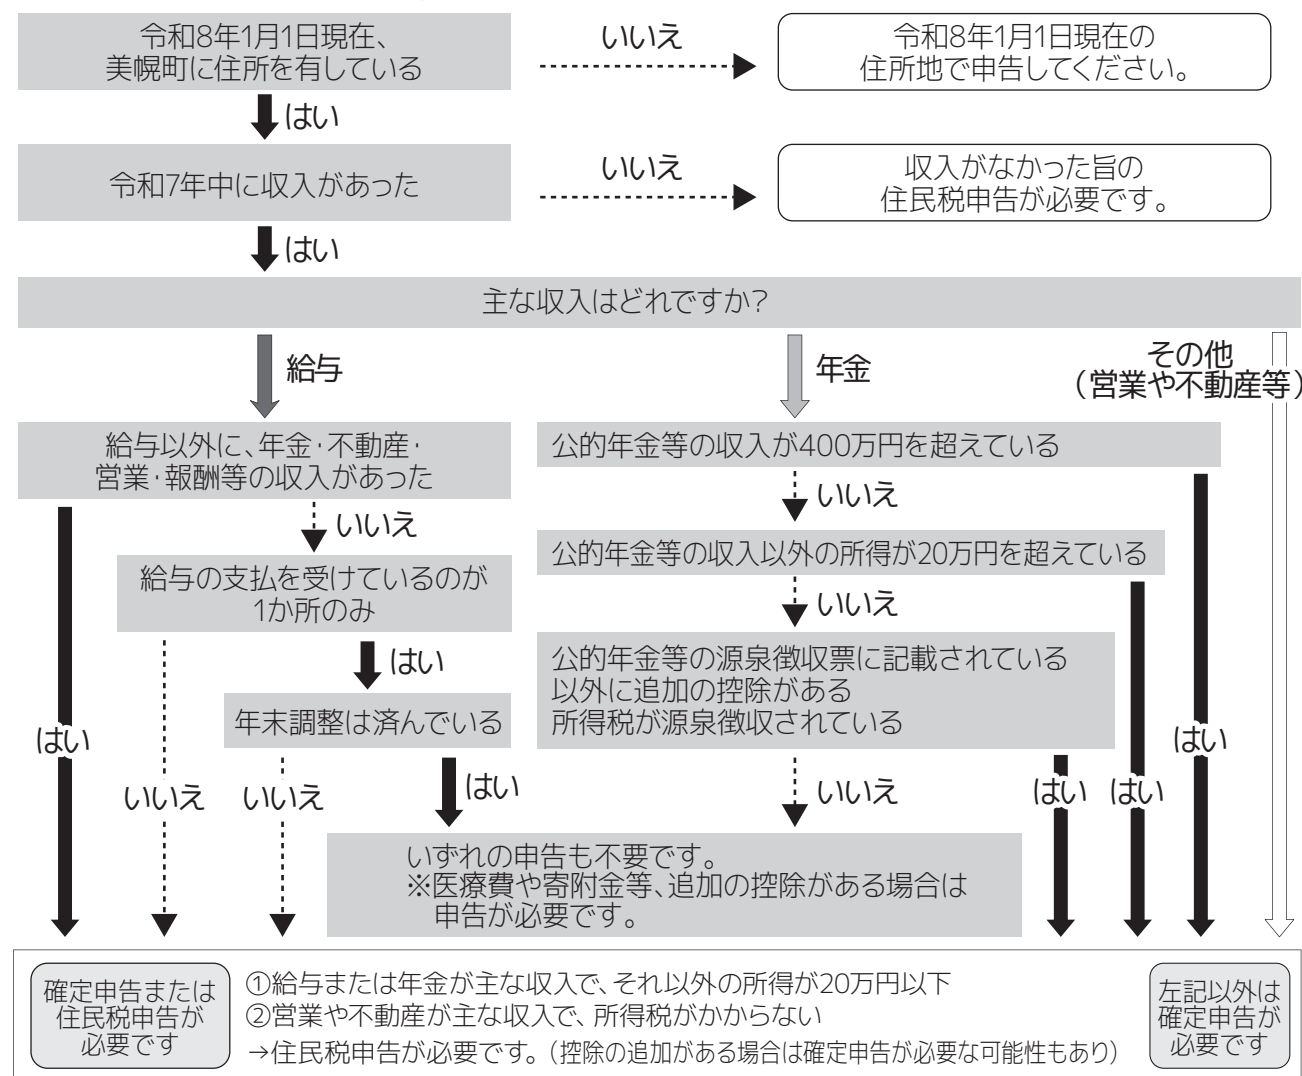 令和8年1月1日現在、
美幌町に住所を有している
いいえ
令和8年1月1日現在の
住所地で申告してください。
はい
令和7年中に収入があった
いいえ
収入がなかった旨の
住民税申告が必要です。
はい
主な収入はどれですか?
給与
年金
その他
(営業や不動産等)
給与以外に、年金・不動産・
営業・報酬等の収入があった
いいえ
給与の支払を受けているのが
1か所のみ
はい
年末調整は済んでいる
はい
いいえ
いいえ
はい
公的年金等の収入が400万円を超えている
いいえ
公的年金等の収入以外の所得が20万円を超えている
いいえ
公的年金等の源泉徴収票に記載されている
以外に追加の控除がある
所得税が源泉徴収されている
いいえ
はい
はい
はい
いずれの申告も不要です。
※医療費や寄附金等、追加の控除がある場合は
申告が必要です。
確定申告または
住民税申告が
必要です
①給与または年金が主な収入で、それ以外の所得が20万円以下
②営業や不動産が主な収入で、所得税がかからない
→住民税申告が必要です。(控除の追加がある場合は確定申告が必要な可能性もあり)
左記以外は
確定申告が
必要です